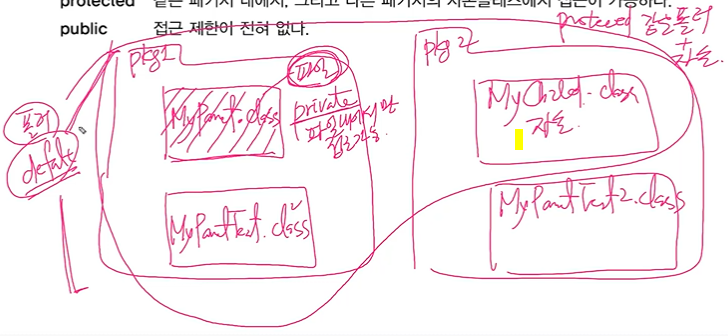 protected 같은 패키지 내에서, 그리고 다른 패키지의 자손클래스에서 접근이 가능하다.
public 접근 제한이 전혀 없다.
protected 같은폴더
+
자손
pkg1
pkg2
파일
MyParent.class
private
파일내에서만
접근가능.
MyChild.class
자손
폴더
default
MyParentTest.class
MyParentTest2.class